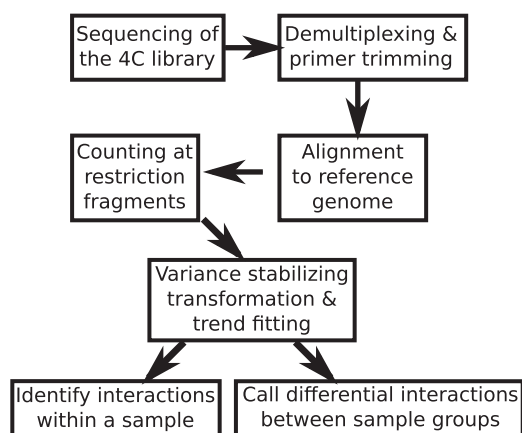 Sequencing of
the 4C library
Demultiplexing &
primer trimming
Alignment
to reference
genome
Counting at
restriction
fragments
Variance stabilizing
transformation &
trend fitting
Identify interactions
within a sample
Call differential interactions
between sample groups